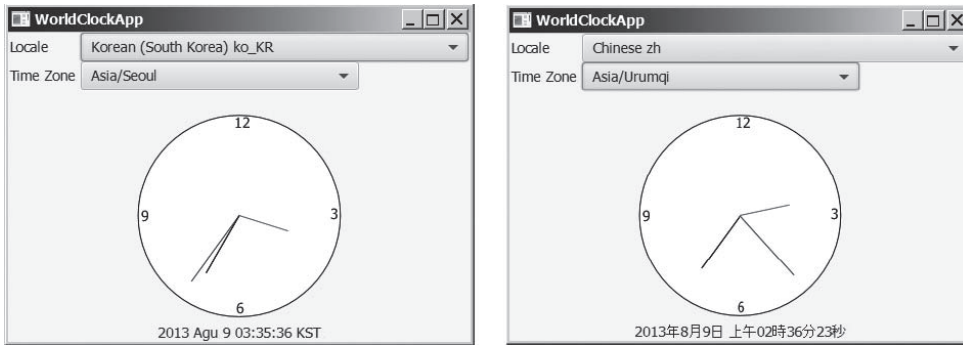 WorldClockApp
Locale Korean (South Korea) ko_KR
Time Zone Asia/Seoul
12
9 3
6
2013 Agu 9 03:35:36 KST
WorldClockApp
Locale Chinese zh
Time Zone Asia/Urumqi
12
9 3
6
2013年8月9日 上午02時36分23秒